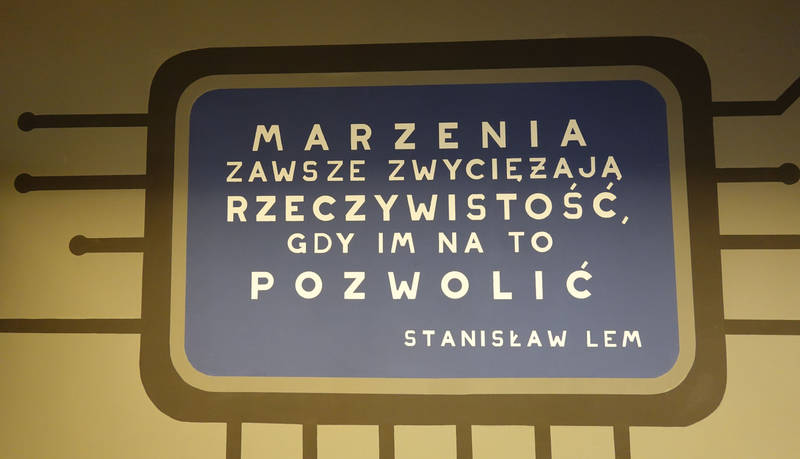 MARZENIA
ZAWSZE ZWYCIĘŻAJĄ
RZECZYWISTOŚĆ,
GDY IM NA TO
POZWOLIĆ
STANISŁAW LEM